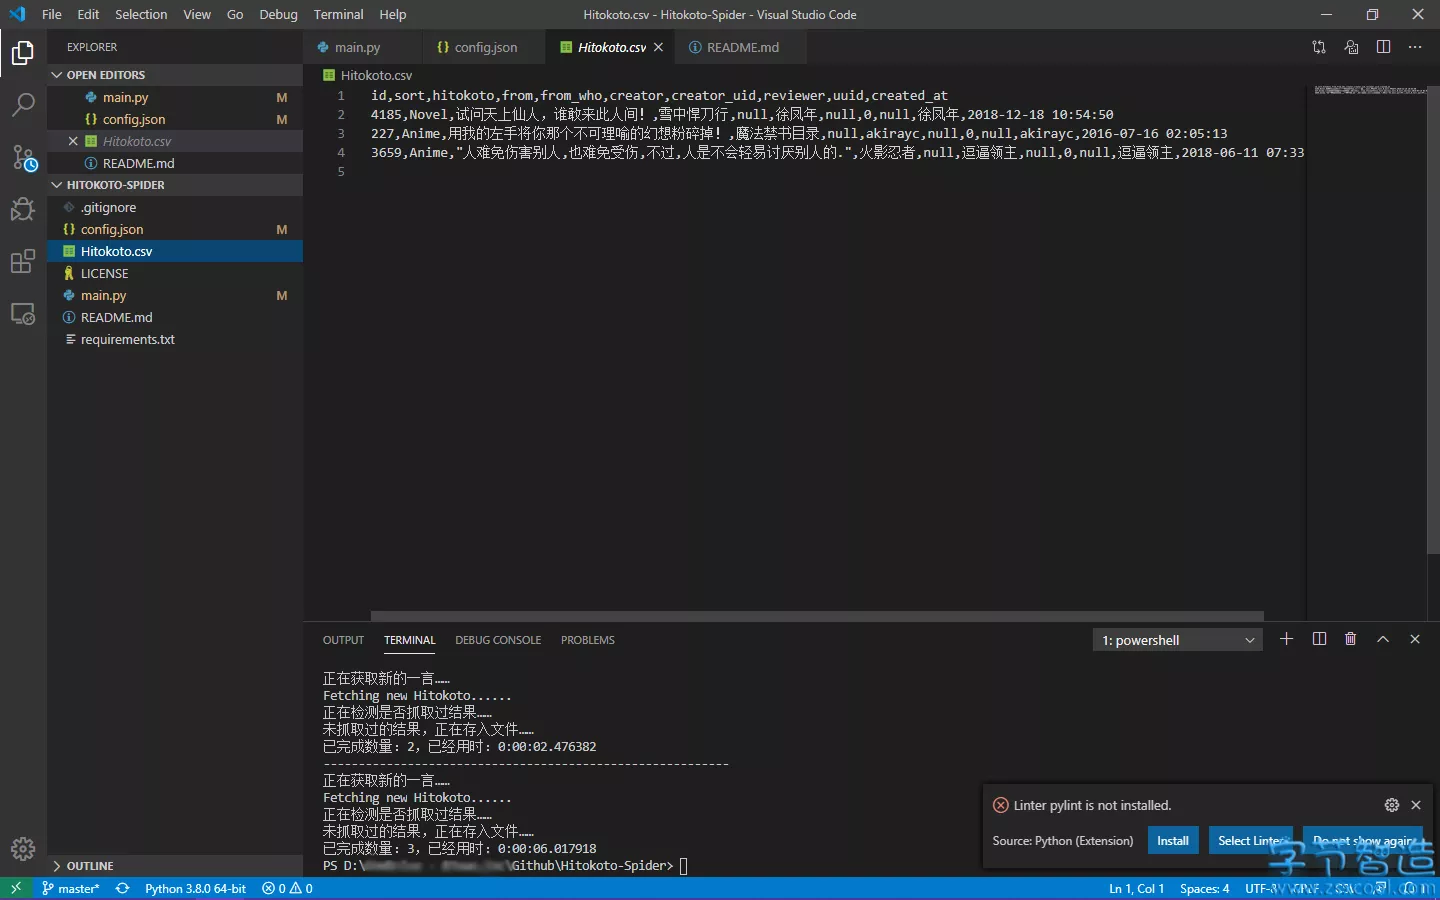 File Edit Selection View Go Debug Terminal Help
Hitokoto.csv - Hitokoto-Spider - Visual Studio Code
EXPLORER
OPEN EDITORS
main.py M
config.json M
Hitokoto.csv
README.md
HITOKOTO-SPIDER
.gitignore
config.json M
Hitokoto.csv
LICENSE
main.py M
README.md
requirements.txt
OUTLINE
main.py config.json Hitokoto.csv README.md
Hitokoto.csv
1 id,sort,hitokoto,from,from_who,creator,creator_uid,reviewer,uuid,created_at
2 4185,Novel,试问天上仙人，谁敢来此人间！,雪中悍刀行,null,徐凤年,null,0,null,徐凤年,2018-12-18 10:54:50
3 227,Anime,用我的左手将你那个不可理喻的幻想粉碎掉！,魔法禁书目录,null,akirayc,null,0,null,akirayc,2016-07-16 02:05:13
4 3659,Anime,"人难免伤害别人,也难免受伤,不过,人是不会轻易讨厌别人的.",火影忍者,null,逗逼领主,null,0,null,逗逼领主,2018-06-11 07:33
5
OUTPUT TERMINAL DEBUG CONSOLE PROBLEMS
1: powershell
正在获取新的一言……
Fetching new Hitokoto......
正在检测是否抓取过结果……
未抓取过的结果，正在存入文件……
已完成数量：2，已经用时：0:00:02.476382
--------------------------------------------------------
正在获取新的一言……
Fetching new Hitokoto......
正在检测是否抓取过结果……
未抓取过的结果，正在存入文件……
已完成数量：3，已经用时：0:00:06.017918
PS D:\ \Github\Hitokoto-Spider>
Linter pylint is not installed.
Source: Python (Extension) Install Select Linter Do not show again
字节智造
master* Python 3.8.0 64-bit 0 0 Ln 1, Col 1 Spaces: 4